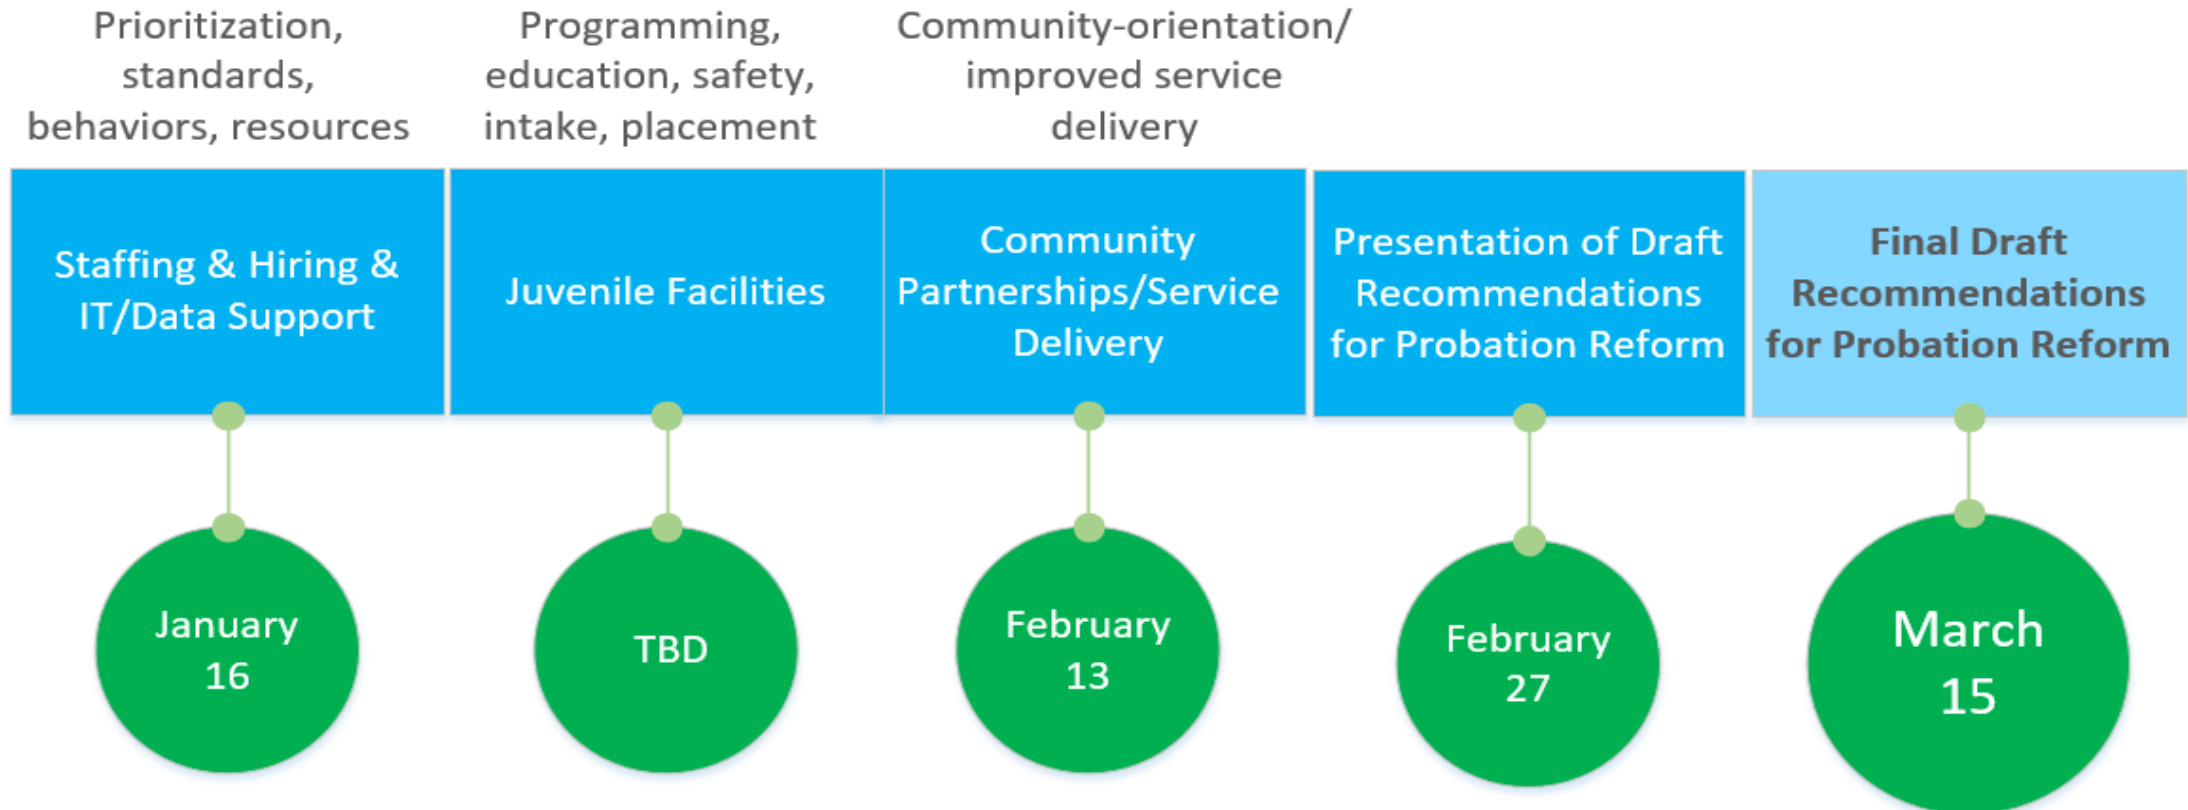 Prioritization,
standards,
behaviors, resources
Programming,
education, safety,
intake, placement
Community-orientation/
improved service
delivery
Staffing & Hiring &
IT/Data Support
Juvenile Facilities
Community
Partnerships/Service
Delivery
Presentation of Draft
Recommendations
for Probation Reform
Final Draft
Recommendations
for Probation Reform
January
16
TBD
February
13
February
27
March
15